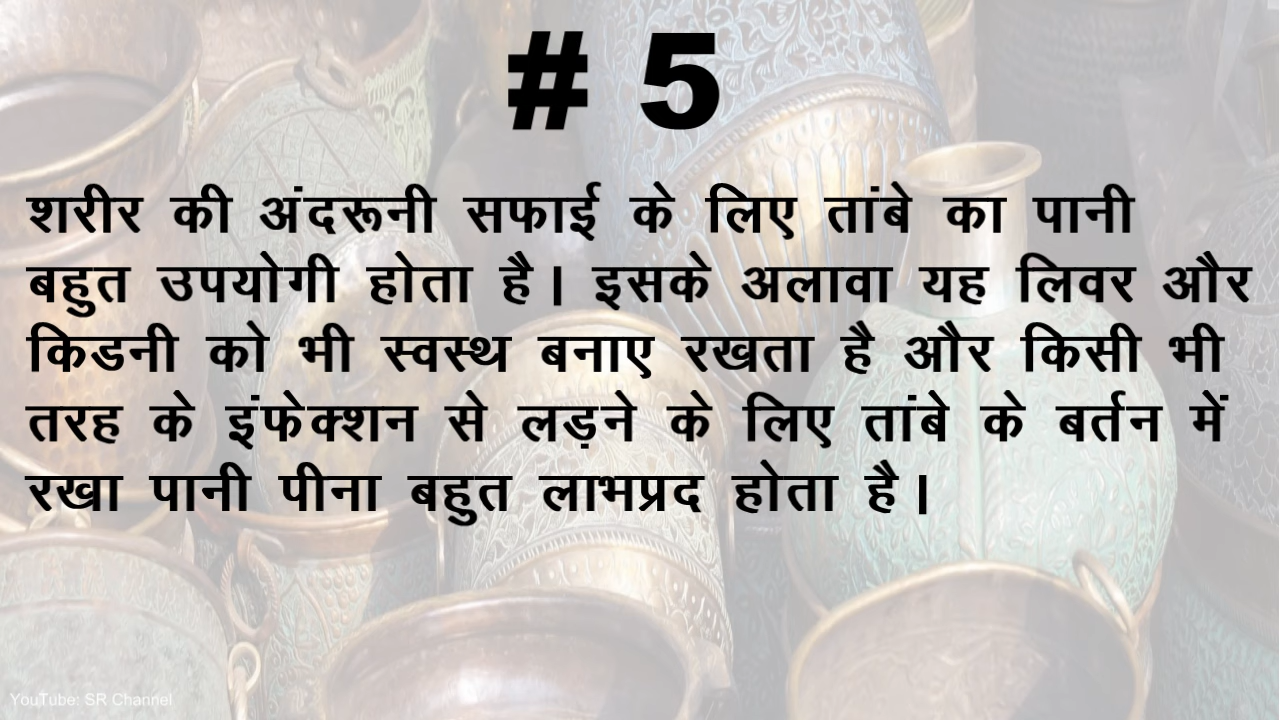 # 5
शरीर की अंदरूनी सफाई के लिए तांबे का पानी
बहुत उपयोगी होता है। इसके अलावा यह लिवर और
किडनी को भी स्वस्थ बनाए रखता है और किसी भी
तरह के इंफेक्शन से लड़ने के लिए तांबे के बर्तन में
रखा पानी पीना बहुत लाभप्रद होता है।
YouTube: SR Channel